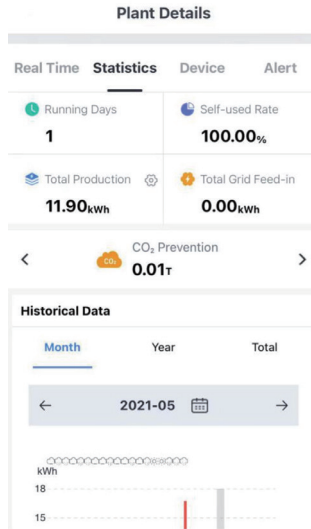 Plant Details
Real Time Statistics Device Alert
Running Days
1
Self-used Rate
100.00%
Total Production
11.90kWh
Total Grid Feed-in
0.00kWh
CO₂
CO₂ Prevention
0.01T
Historical Data
Month Year Total
2021-05
kWh
18
15